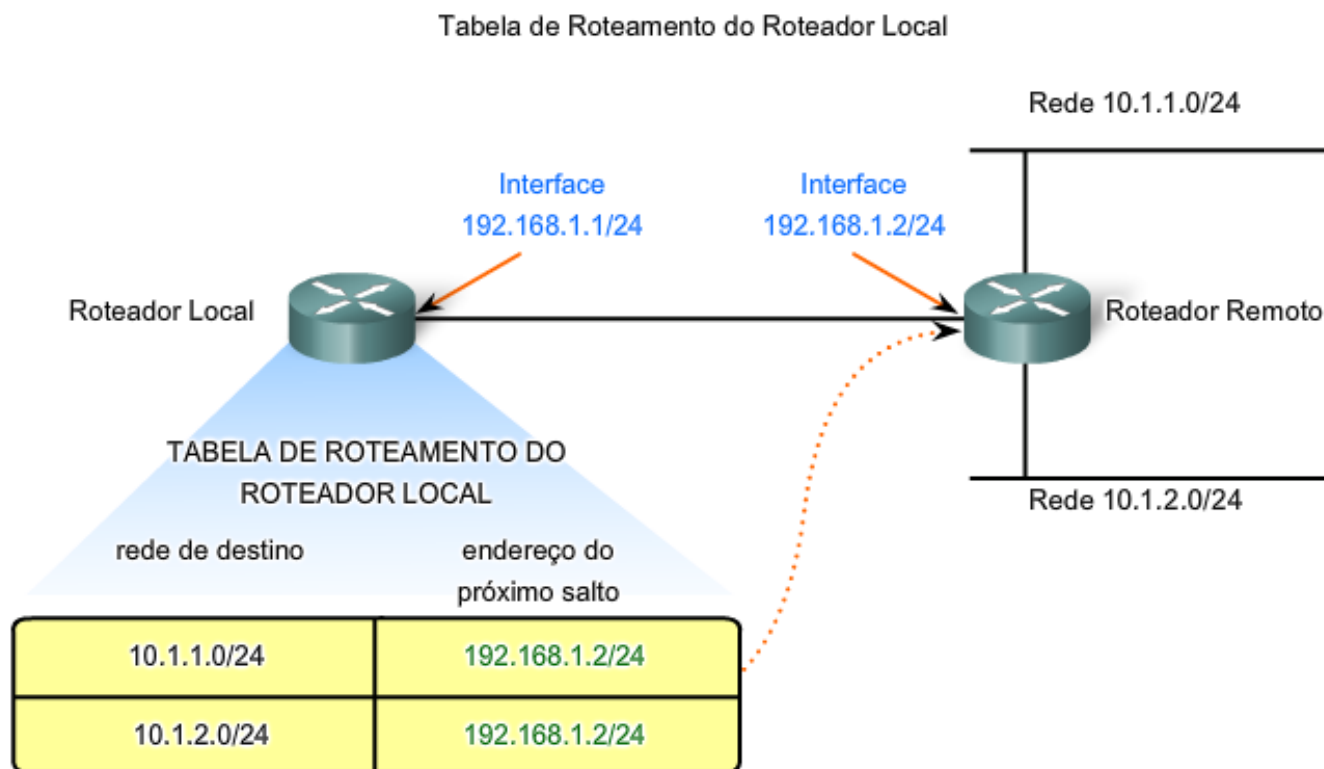 Tabela de Roteamento do Roteador Local
Rede 10.1.1.0/24
Interface
192.168.1.1/24
Interface
192.168.1.2/24
Roteador Local
Roteador Remoto
TABELA DE ROTEAMENTO DO
ROTEADOR LOCAL
Rede 10.1.2.0/24
rede de destino
endereço do
próximo salto
10.1.1.0/24
192.168.1.2/24
10.1.2.0/24
192.168.1.2/24